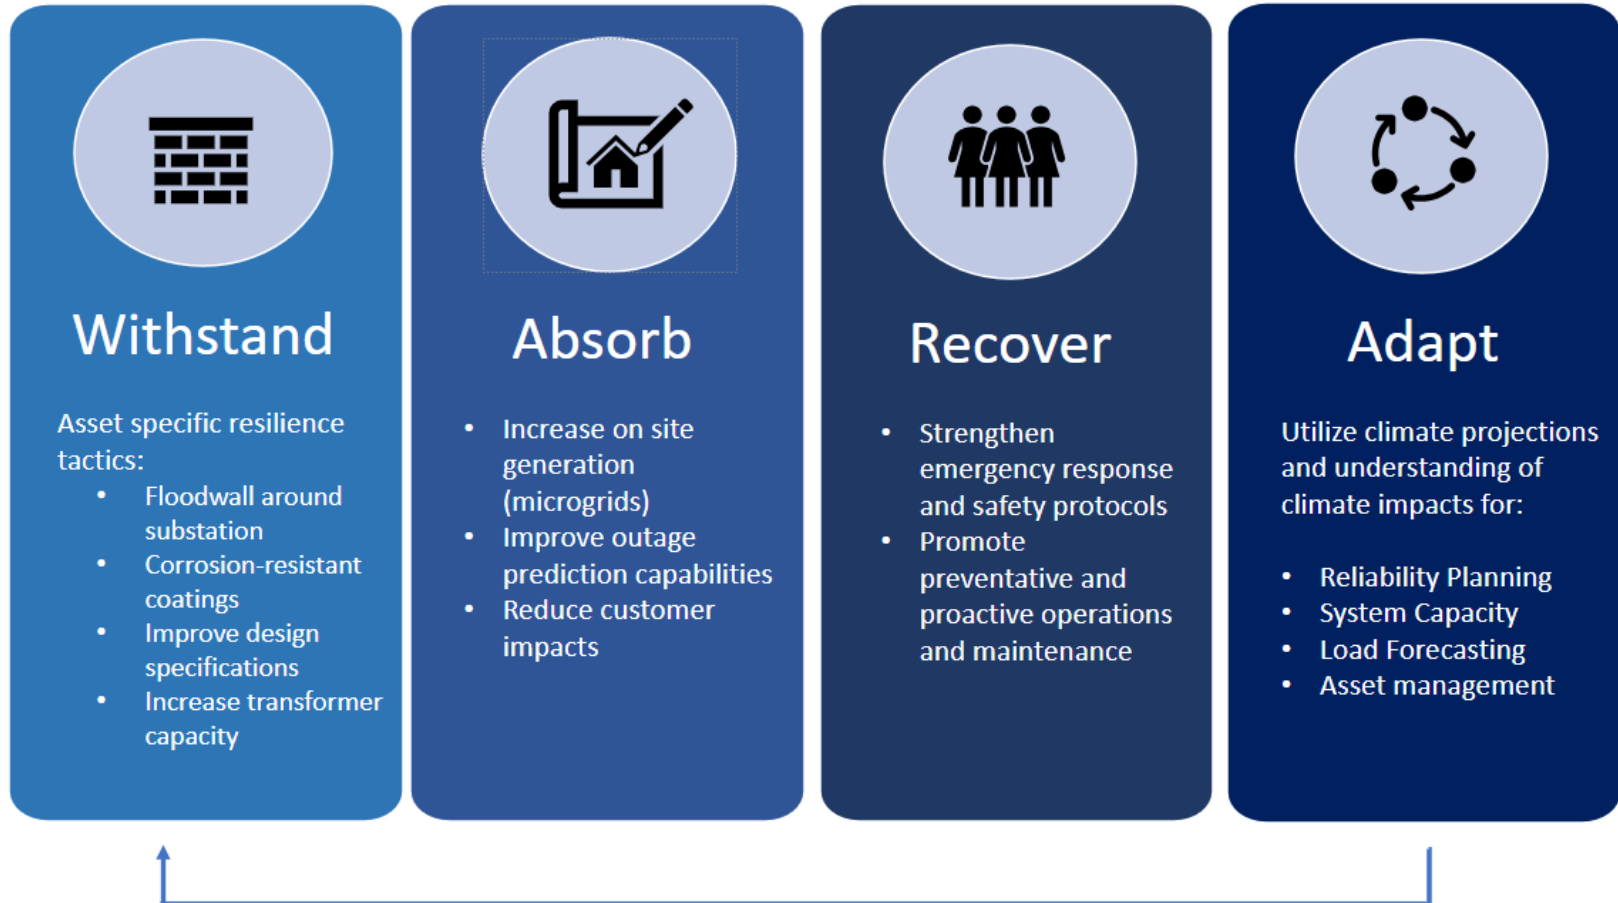 Withstand
Asset specific resilience
tactics:
• Floodwall around
substation
• Corrosion-resistant
coatings
• Improve design
specifications
• Increase transformer
capacity
Absorb
• Increase on site
generation
(microgrids)
• Improve outage
prediction capabilities
• Reduce customer
impacts
Recover
• Strengthen
emergency response
and safety protocols
• Promote
preventative and
proactive operations
and maintenance
Adapt
Utilize climate projections
and understanding of
climate impacts for:
• Reliability Planning
• System Capacity
• Load Forecasting
• Asset management